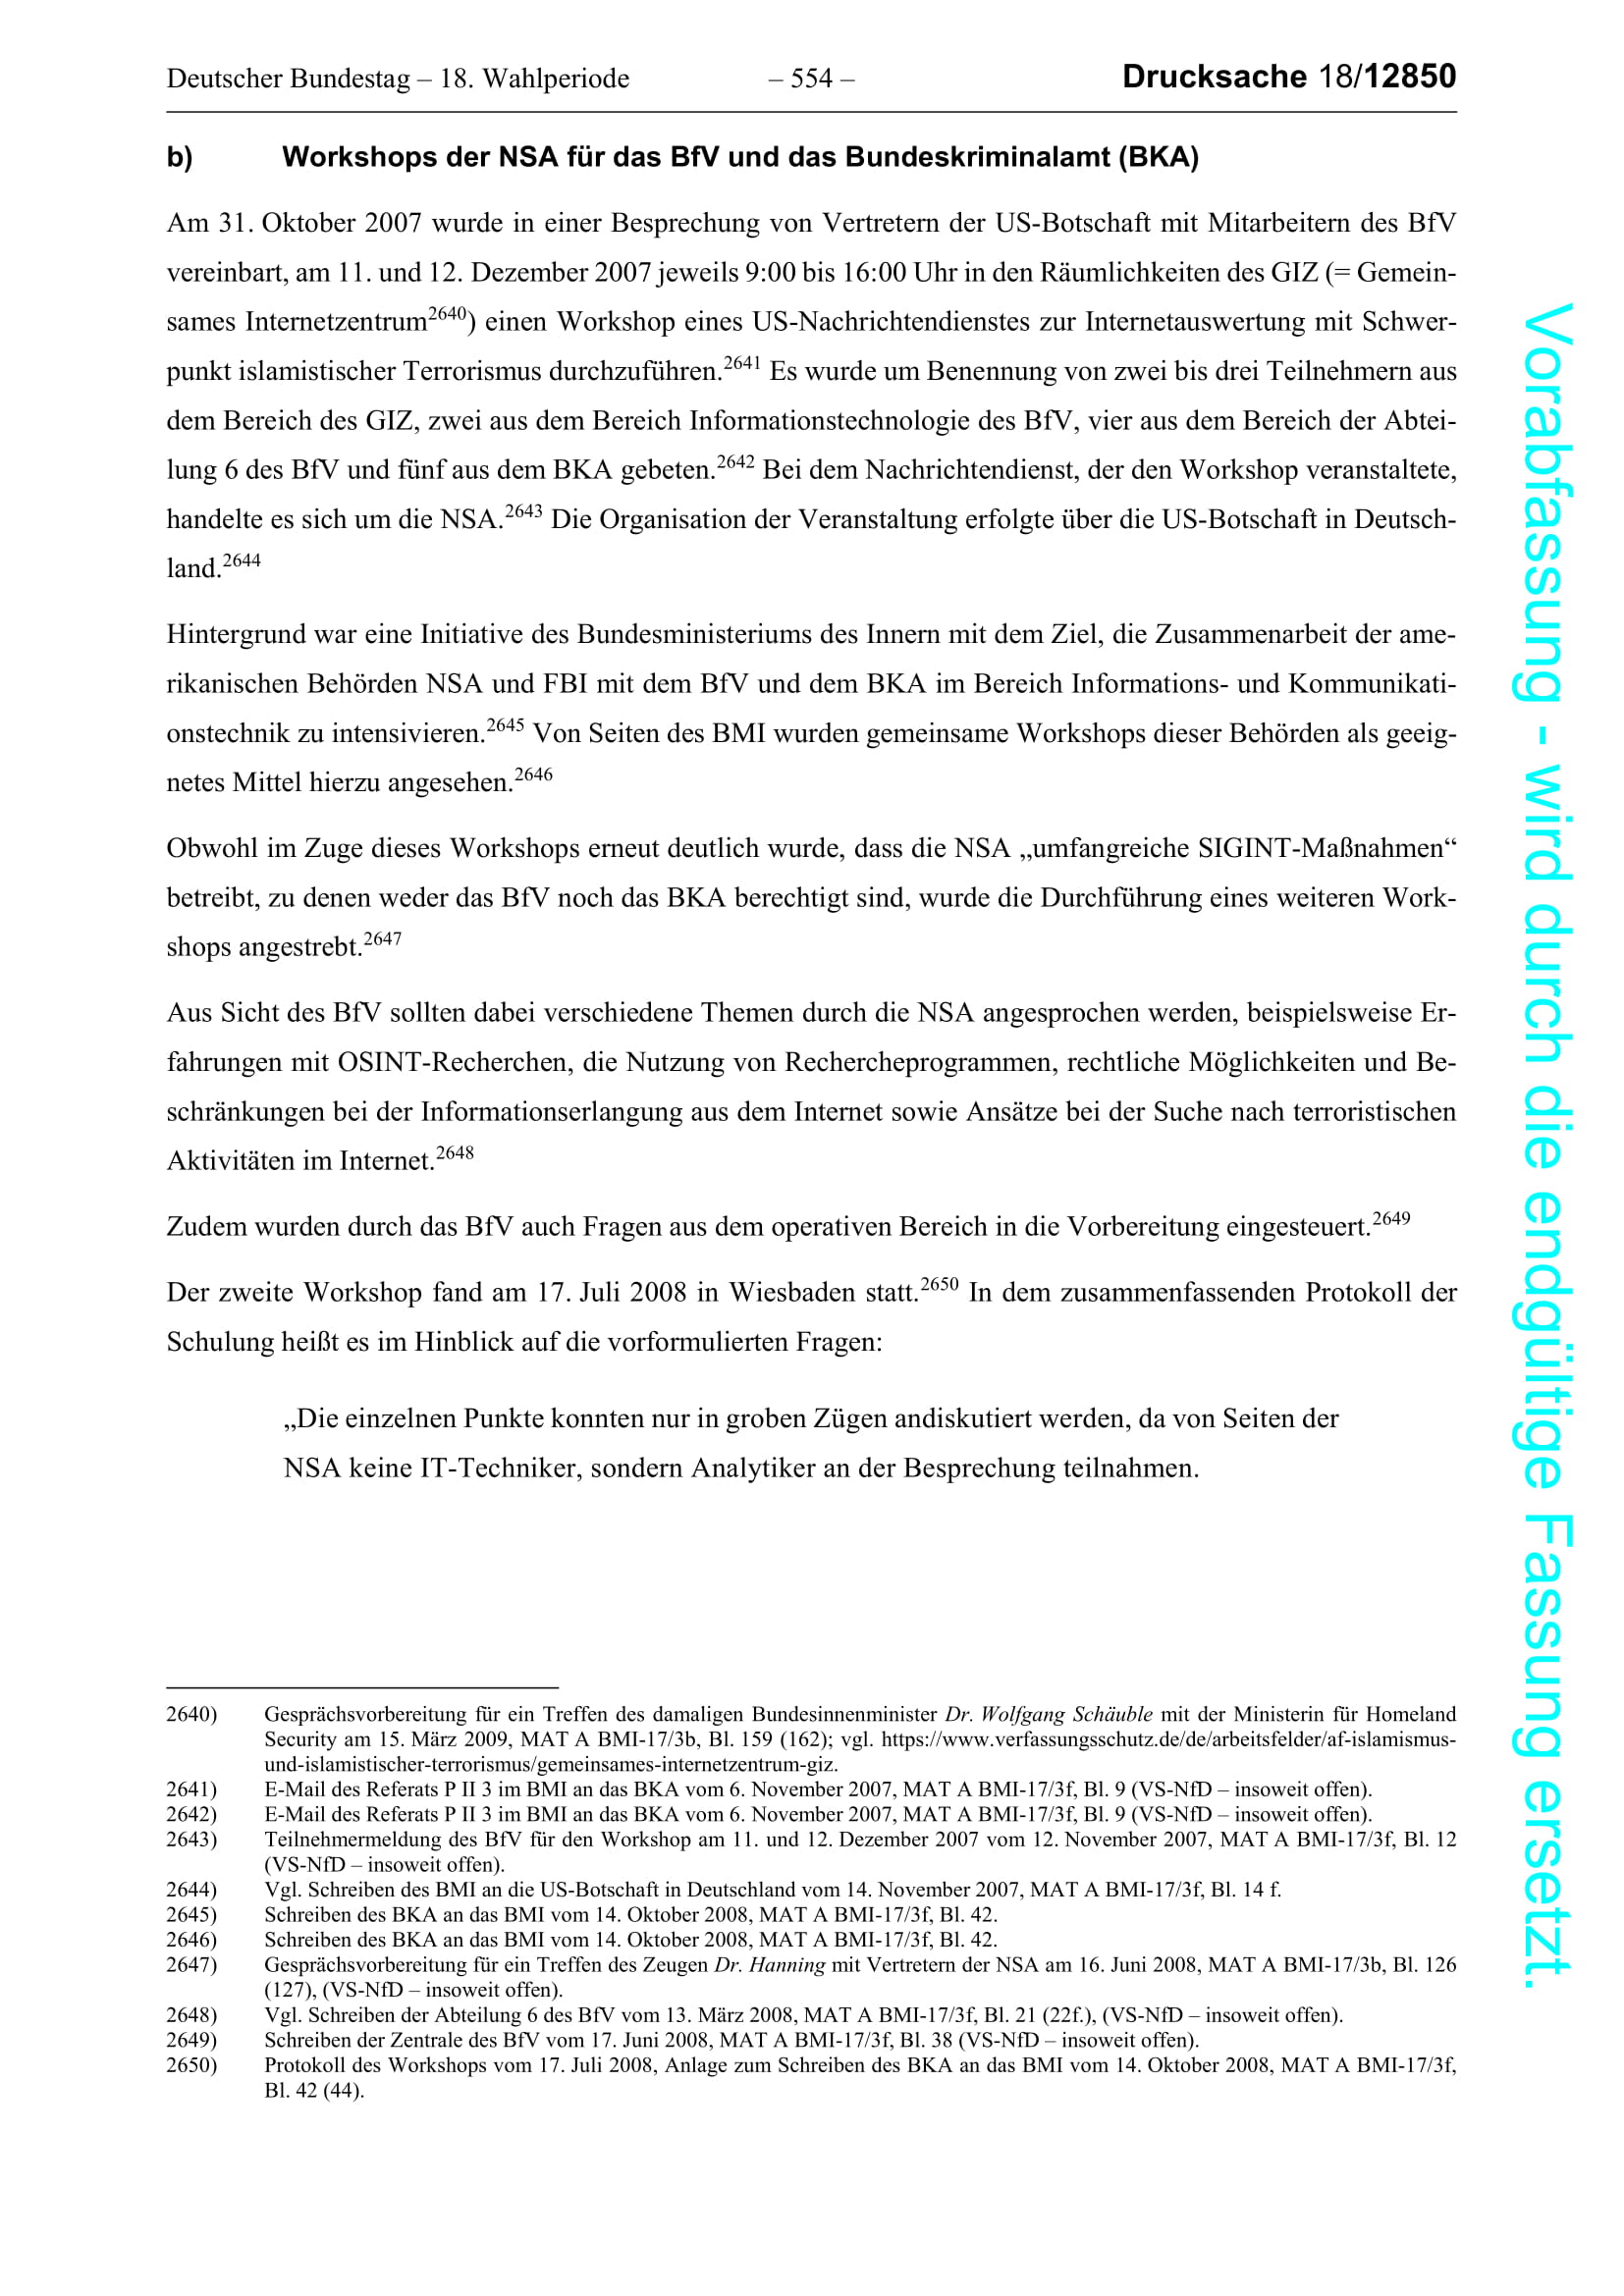 Deutscher Bundestag – 18. Wahlperiode – 554 – Drucksache 18/12850
b) Workshops der NSA für das BfV und das Bundeskriminalamt (BKA)
Am 31. Oktober 2007 wurde in einer Besprechung von Vertretern der US-Botschaft mit Mitarbeitern des BfV
vereinbart, am 11. und 12. Dezember 2007 jeweils 9:00 bis 16:00 Uhr in den Räumlichkeiten des GIZ (= Gemein-
sames Internetzentrum2640) einen Workshop eines US-Nachrichtendienstes zur Internetauswertung mit Schwer-
punkt islamistischer Terrorismus durchzuführen.2641 Es wurde um Benennung von zwei bis drei Teilnehmern aus
dem Bereich des GIZ, zwei aus dem Bereich Informationstechnologie des BfV, vier aus dem Bereich der Abtei-
lung 6 des BfV und fünf aus dem BKA gebeten.2642 Bei dem Nachrichtendienst, der den Workshop veranstaltete,
handelte es sich um die NSA.2643 Die Organisation der Veranstaltung erfolgte über die US-Botschaft in Deutsch-
land.2644
Hintergrund war eine Initiative des Bundesministeriums des Innern mit dem Ziel, die Zusammenarbeit der ame-
rikanischen Behörden NSA und FBI mit dem BfV und dem BKA im Bereich Informations- und Kommunikati-
onstechnik zu intensivieren.2645 Von Seiten des BMI wurden gemeinsame Workshops dieser Behörden als geeig-
netes Mittel hierzu angesehen.2646
Obwohl im Zuge dieses Workshops erneut deutlich wurde, dass die NSA „umfangreiche SIGINT-Maßnahmen“
betreibt, zu denen weder das BfV noch das BKA berechtigt sind, wurde die Durchführung eines weiteren Work-
shops angestrebt.2647
Aus Sicht des BfV sollten dabei verschiedene Themen durch die NSA angesprochen werden, beispielsweise Er-
fahrungen mit OSINT-Recherchen, die Nutzung von Rechercheprogrammen, rechtliche Möglichkeiten und Be-
schränkungen bei der Informationserlangung aus dem Internet sowie Ansätze bei der Suche nach terroristischen
Aktivitäten im Internet.2648
Zudem wurden durch das BfV auch Fragen aus dem operativen Bereich in die Vorbereitung eingesteuert.2649
Der zweite Workshop fand am 17. Juli 2008 in Wiesbaden statt.2650 In dem zusammenfassenden Protokoll der
Schulung heißt es im Hinblick auf die vorformulierten Fragen:
„Die einzelnen Punkte konnten nur in groben Zügen andiskutiert werden, da von Seiten der
NSA keine IT-Techniker, sondern Analytiker an der Besprechung teilnahmen.
2640) Gesprächsvorbereitung für ein Treffen des damaligen Bundesinnenminister Dr. Wolfgang Schäuble mit der Ministerin für Homeland
Security am 15. März 2009, MAT A BMI-17/3b, Bl. 159 (162); vgl. https://www.verfassungsschutz.de/de/arbeitsfelder/af-islamismus-
und-islamistischer-terrorismus/gemeinsames-internetzentrum-giz.
2641) E-Mail des Referats P II 3 im BMI an das BKA vom 6. November 2007, MAT A BMI-17/3f, Bl. 9 (VS-NfD – insoweit offen).
2642) E-Mail des Referats P II 3 im BMI an das BKA vom 6. November 2007, MAT A BMI-17/3f, Bl. 9 (VS-NfD – insoweit offen).
2643) Teilnehmermeldung des BfV für den Workshop am 11. und 12. Dezember 2007 vom 12. November 2007, MAT A BMI-17/3f, Bl. 12
(VS-NfD – insoweit offen).
2644) Vgl. Schreiben des BMI an die US-Botschaft in Deutschland vom 14. November 2007, MAT A BMI-17/3f, Bl. 14 f.
2645) Schreiben des BKA an das BMI vom 14. Oktober 2008, MAT A BMI-17/3f, Bl. 42.
2646) Schreiben des BKA an das BMI vom 14. Oktober 2008, MAT A BMI-17/3f, Bl. 42.
2647) Gesprächsvorbereitung für ein Treffen des Zeugen Dr. Hanning mit Vertretern der NSA am 16. Juni 2008, MAT A BMI-17/3b, Bl. 126
(127), (VS-NfD – insoweit offen).
2648) Vgl. Schreiben der Abteilung 6 des BfV vom 13. März 2008, MAT A BMI-17/3f, Bl. 21 (22f.), (VS-NfD – insoweit offen).
2649) Schreiben der Zentrale des BfV vom 17. Juni 2008, MAT A BMI-17/3f, Bl. 38 (VS-NfD – insoweit offen).
2650) Protokoll des Workshops vom 17. Juli 2008, Anlage zum Schreiben des BKA an das BMI vom 14. Oktober 2008, MAT A BMI-17/3f,
Bl. 42 (44).
Vorabfassung - wird durch die endgültige Fassung ersetzt.